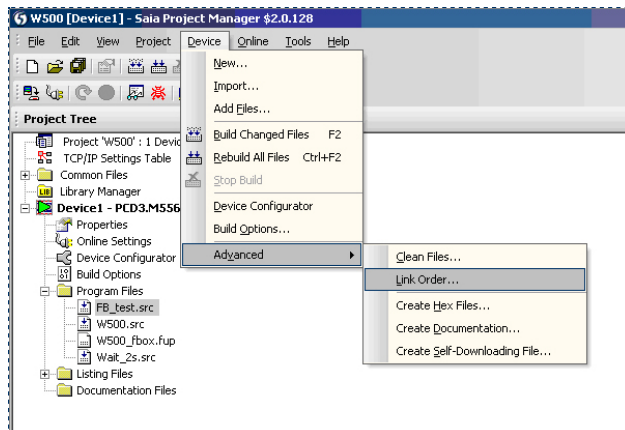 W500 [Device1] - Saia Project Manager $2.0.128
File Edit View Project Device Online Tools Help
New...
Import...
Add Files...
Build Changed Files F2
Rebuild All Files Ctrl+F2
Stop Build
Device Configurator
Build Options...
Advanced
Clean Files...
Link Order...
Create Hex Files...
Create Documentation...
Create Self-Downloading File...
Project Tree
Project 'W500' : 1 Devic
TCP/IP Settings Table
Common Files
Library Manager
Device1 - PCD3.M556
Properties
Online Settings
Device Configurator
Build Options
Program Files
FB_test.src
W500.src
W500_fbox.fup
Wait_2s.src
Listing Files
Documentation Files